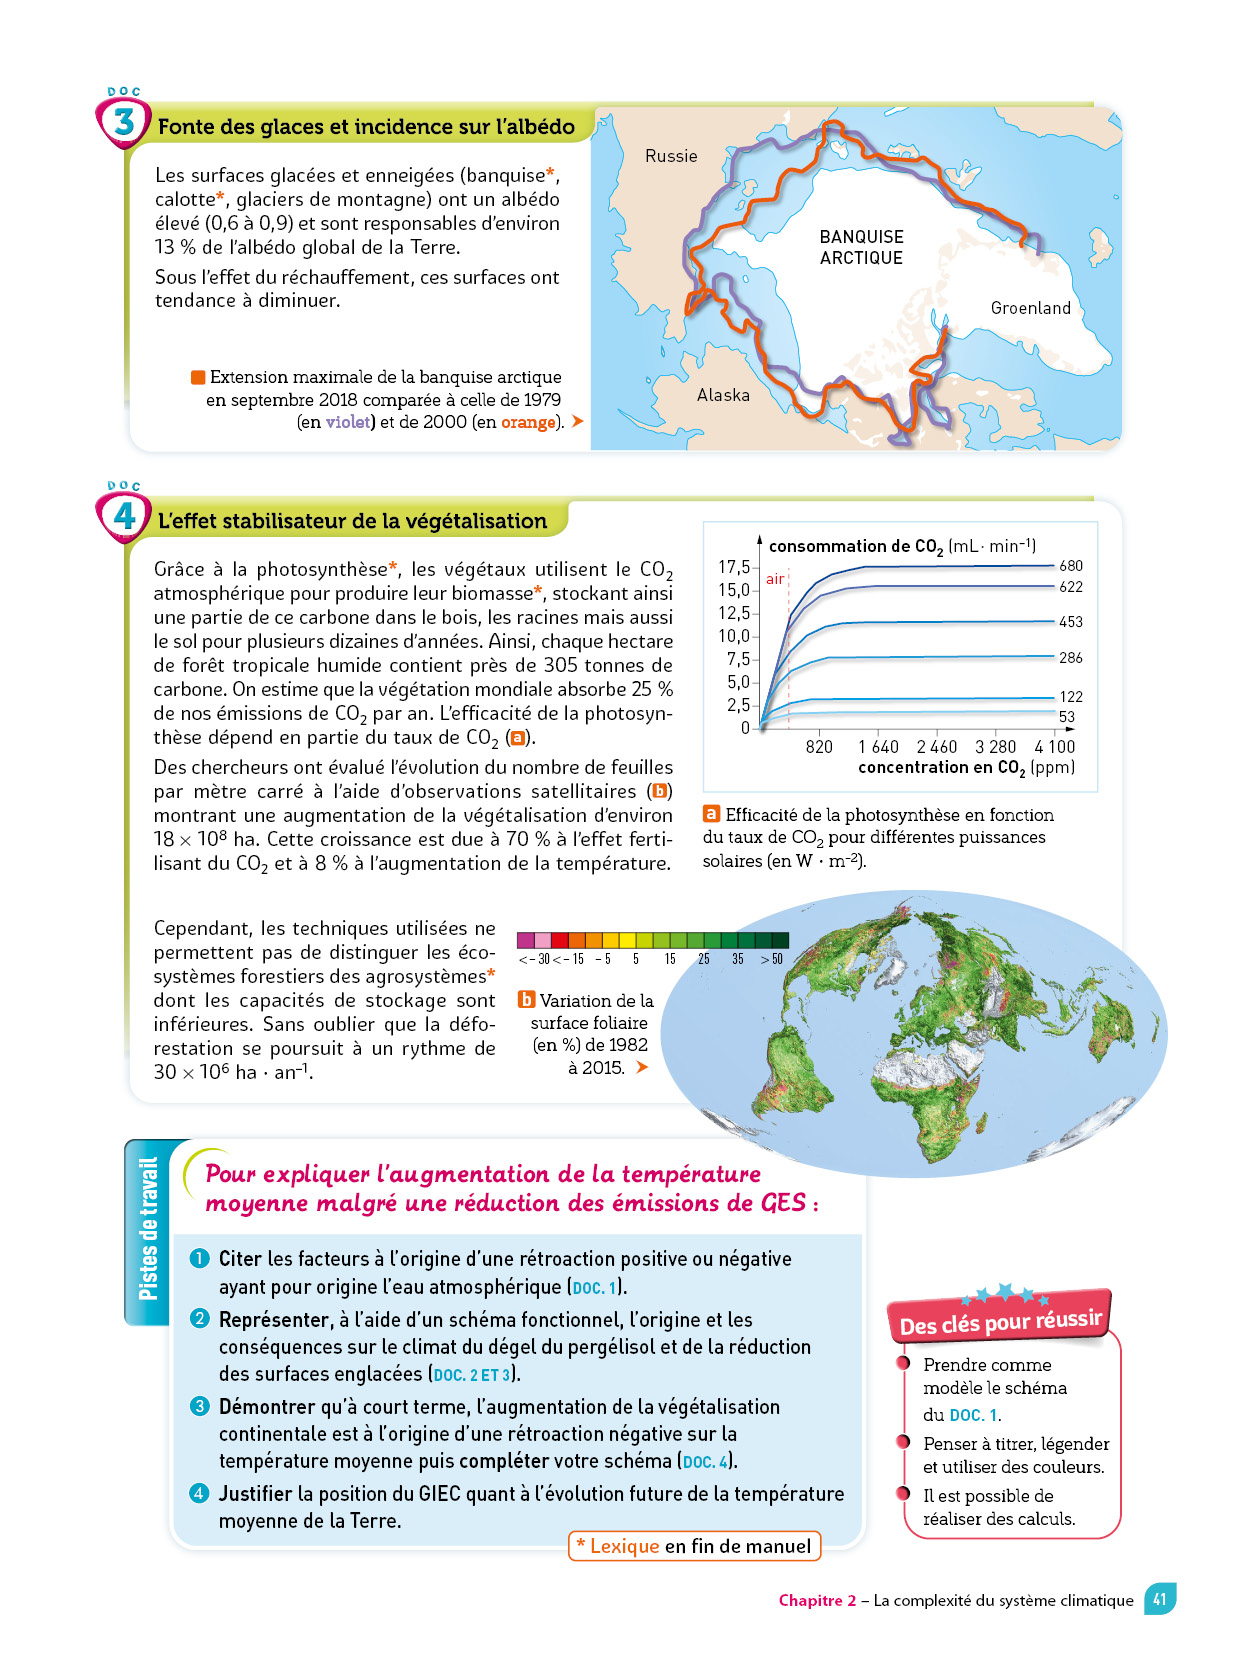 DOC
3
Fonte des glaces et incidence sur l'albédo
Les surfaces glacées et enneigées (banquise*,
calotte*, glaciers de montagne) ont un albédo
élevé (0,6 à 0,9) et sont responsables d'environ
13 % de l'albédo global de la Terre.
Sous l'effet du réchauffement, ces surfaces ont
tendance à diminuer.
Extension maximale de la banquise arctique
en septembre 2018 comparée à celle de 1979
(en violet) et de 2000 (en orange).
Russie
BANQUISE
ARCTIQUE
Groenland
Alaska
DOC
4
L'effet stabilisateur de la végétalisation
Grâce à la photosynthèse*, les végétaux utilisent le CO₂
atmosphérique pour produire leur biomasse*, stockant ainsi
une partie de ce carbone dans le bois, les racines mais aussi
le sol pour plusieurs dizaines d'années. Ainsi, chaque hectare
de forêt tropicale humide contient près de 305 tonnes de
carbone. On estime que la végétation mondiale absorbe 25 %
de nos émissions de CO₂ par an. L'efficacité de la photosyn-
thèse dépend en partie du taux de CO₂ (a).
Des chercheurs ont évalué l'évolution du nombre de feuilles
par mètre carré à l'aide d'observations satellitaires (b)
montrant une augmentation de la végétalisation d'environ
18 × 10⁸ ha. Cette croissance est due à 70 % à l'effet ferti-
lisant du CO₂ et à 8 % à l'augmentation de la température.
Cependant, les techniques utilisées ne
permettent pas de distinguer les éco-
systèmes forestiers des agrosystèmes*
dont les capacités de stockage sont
inférieures. Sans oublier que la défo-
restation se poursuit à un rythme de
30 × 10⁶ ha · an⁻¹.
consommation de CO₂ (mL· min⁻¹)
17,5
15,0
12,5
10,0
7,5
5,0
2,5
0
air
680
622
453
286
122
53
820 1 640 2 460 3 280 4 100
concentration en CO₂ (ppm)
a Efficacité de la photosynthèse en fonction
du taux de CO₂ pour différentes puissances
solaires (en W · m⁻²).
<– 30 <– 15 – 5 5 15 25 35 > 50
b Variation de la
surface foliaire
(en %) de 1982
à 2015.
Pistes de travail
Pour expliquer l'augmentation de la température
moyenne malgré une réduction des émissions de GES :
1 Citer les facteurs à l'origine d'une rétroaction positive ou négative
ayant pour origine l'eau atmosphérique (DOC. 1).
2 Représenter, à l'aide d'un schéma fonctionnel, l'origine et les
conséquences sur le climat du dégel du pergélisol et de la réduction
des surfaces englacées (DOC. 2 ET 3).
3 Démontrer qu'à court terme, l'augmentation de la végétalisation
continentale est à l'origine d'une rétroaction négative sur la
température moyenne puis compléter votre schéma (DOC. 4).
4 Justifier la position du GIEC quant à l'évolution future de la température
moyenne de la Terre.
* Lexique en fin de manuel
Des clés pour réussir
Prendre comme
modèle le schéma
du DOC. 1.
Penser à titrer, légender
et utiliser des couleurs.
Il est possible de
réaliser des calculs.
Chapitre 2 – La complexité du système climatique 41